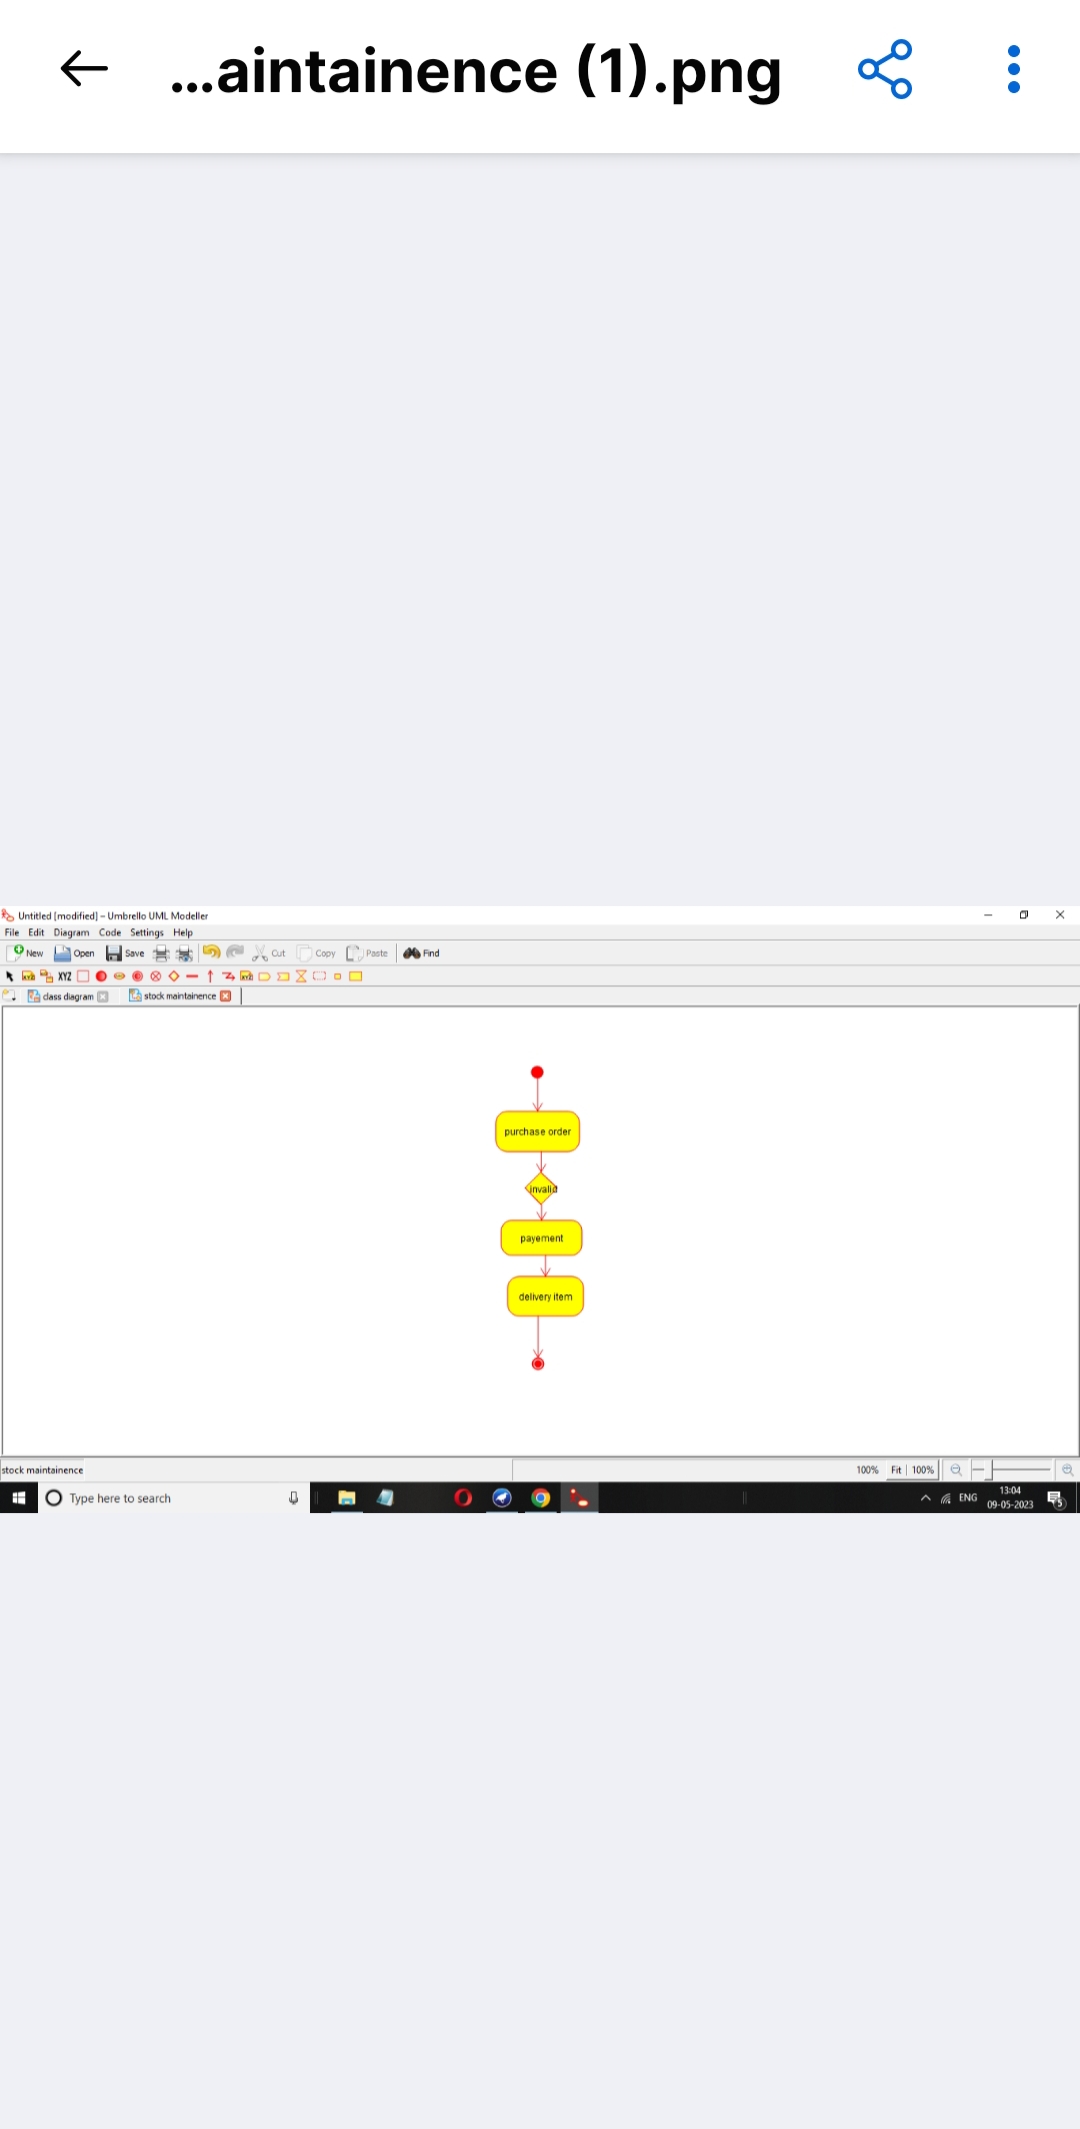 ...aintainence (1).png
Untitled [modified] – Umbrello UML Modeller
File Edit Diagram Code Settings Help
New Open Save Cut Copy Paste Find
XYZ
class diagram stock maintainence
purchase order
invalid
payement
delivery item
stock maintainence
100% Fit 100%
Type here to search
ENG
13:04
09-05-2023
5